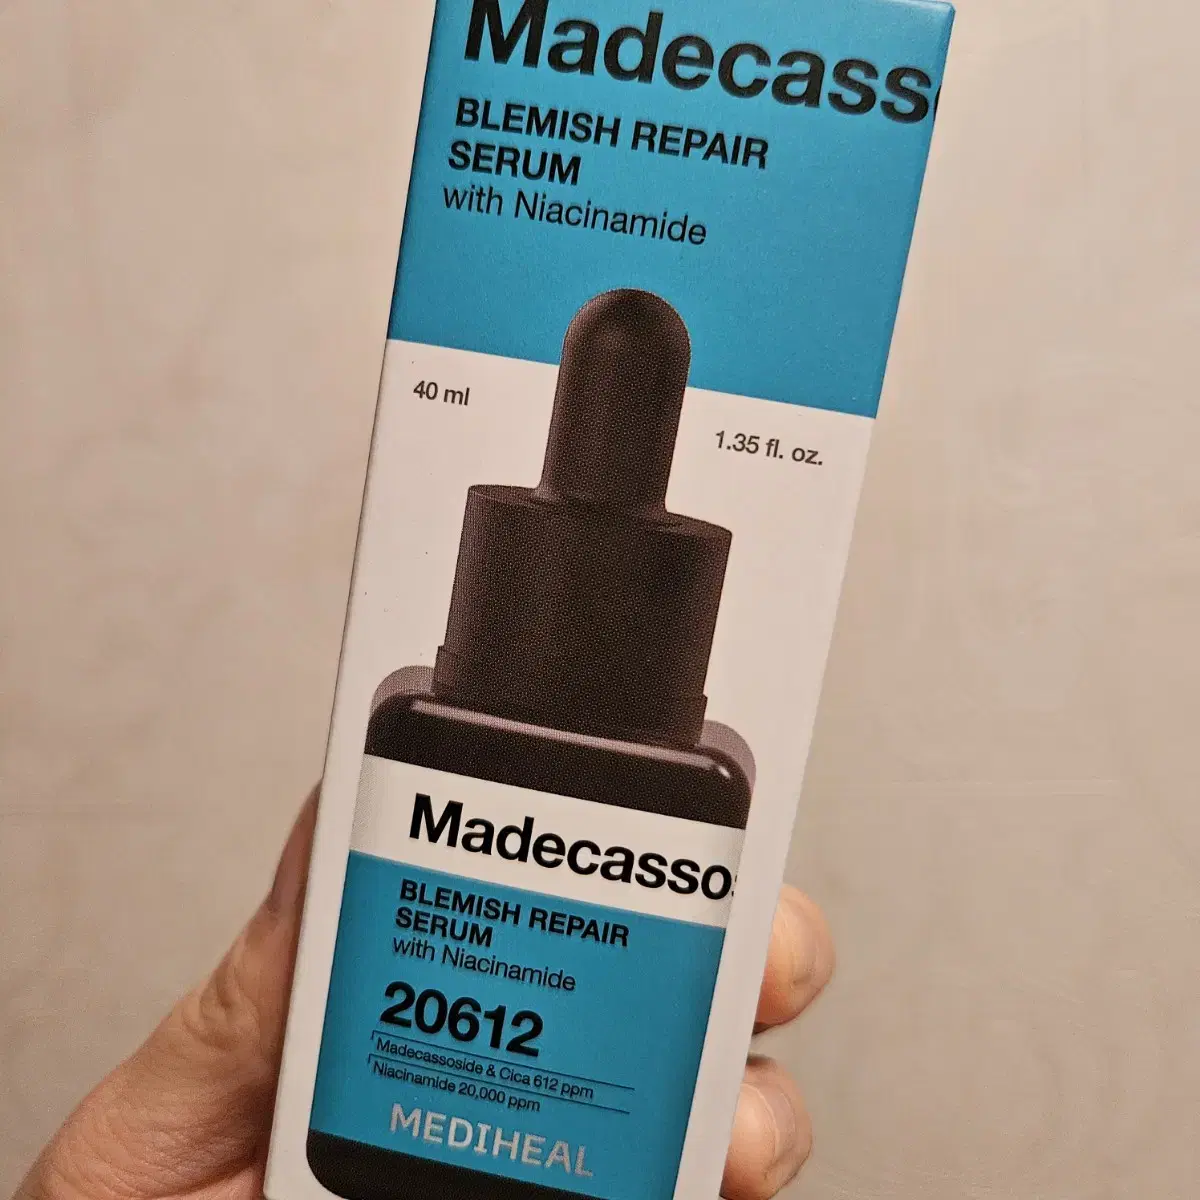 Madecass
BLEMISH REPAIR
SERUM
with Niacinamide
40 ml
1.35 fl. oz.
Madecasso
BLEMISH REPAIR
SERUM
with Niacinamide
20612
Madecassoside & Cica 612 ppm
Niacinamide 20,000 ppm
MEDIHEAL